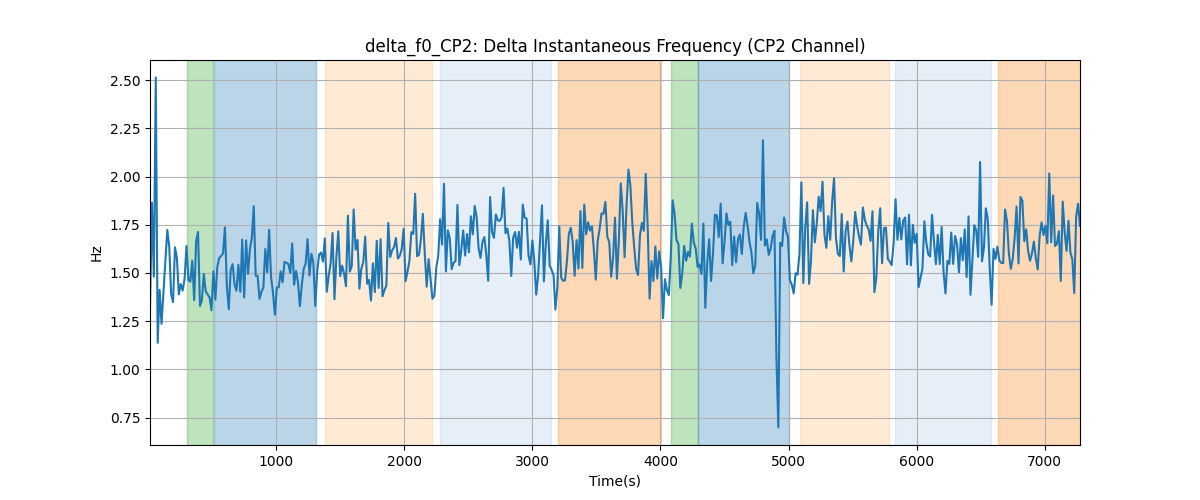 delta_f0_CP2: Delta Instantaneous Frequency (CP2 Channel)
2.50
2.25
2.00
1.75
1.50
1.25
1.00
0.75
Hz
1000 2000 3000 4000 5000 6000 7000
Time(s)